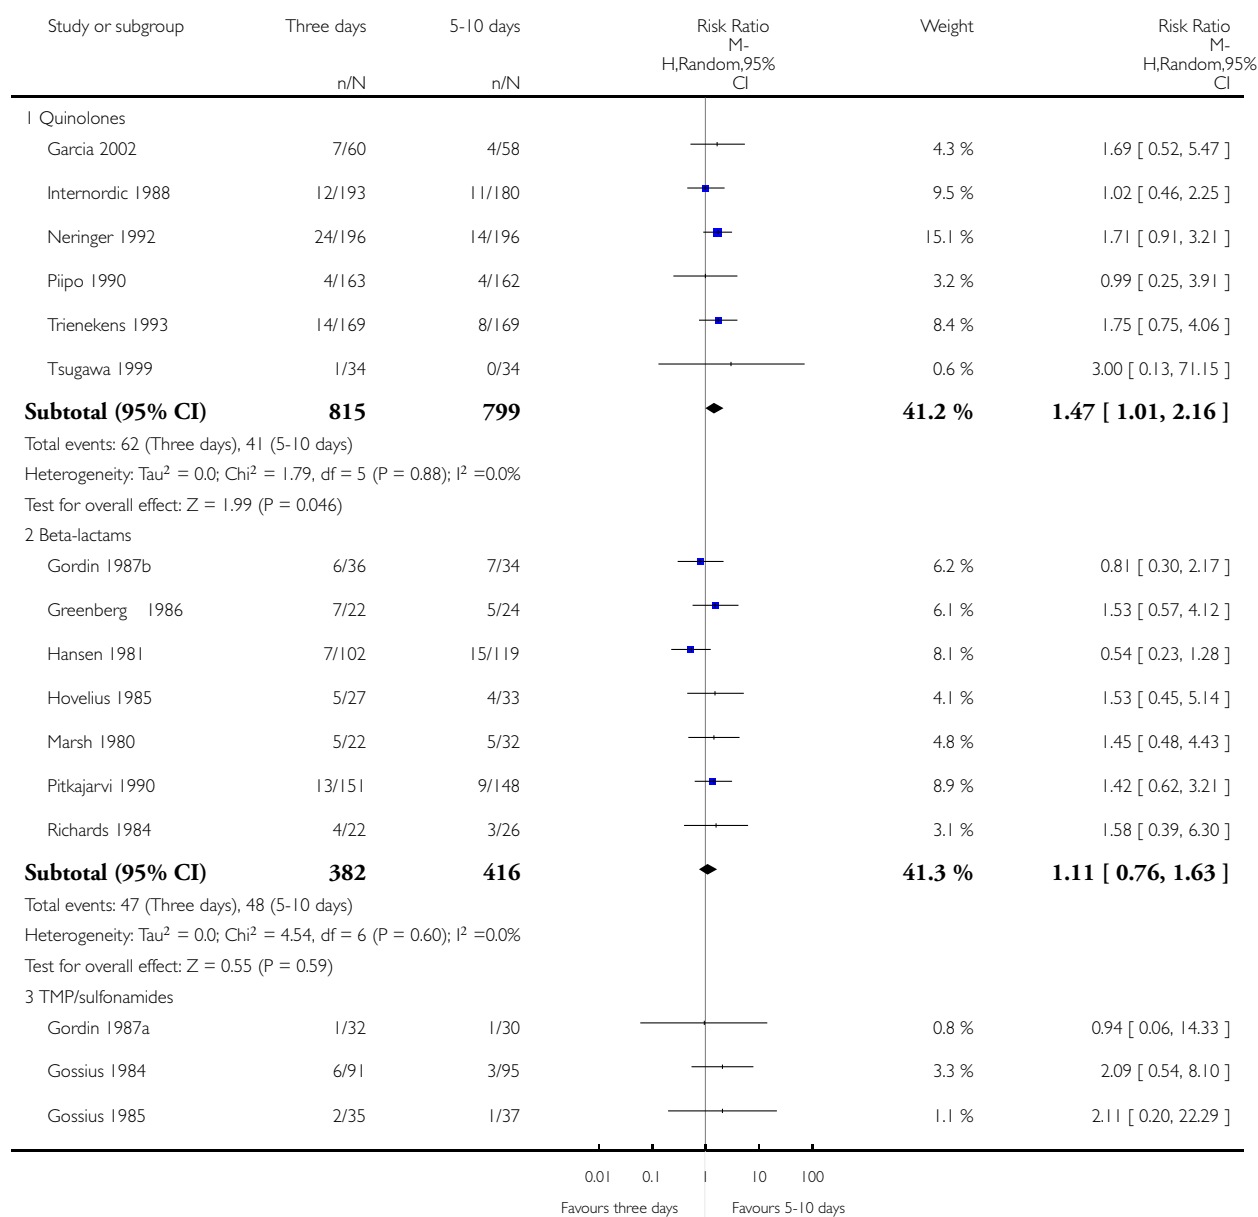 Study or subgroup Three days 5-10 days Risk Ratio Weight Risk Ratio
M- M-
H,Random,95% H,Random,95%
n/N n/N CI CI
1 Quinolones
Garcia 2002 7/60 4/58 4.3 % 1.69 [ 0.52, 5.47 ]
Internordic 1988 12/193 11/180 9.5 % 1.02 [ 0.46, 2.25 ]
Neringer 1992 24/196 14/196 15.1 % 1.71 [ 0.91, 3.21 ]
Piipo 1990 4/163 4/162 3.2 % 0.99 [ 0.25, 3.91 ]
Trienekens 1993 14/169 8/169 8.4 % 1.75 [ 0.75, 4.06 ]
Tsugawa 1999 1/34 0/34 0.6 % 3.00 [ 0.13, 71.15 ]
Subtotal (95% CI) 815 799 41.2 % 1.47 [ 1.01, 2.16 ]
Total events: 62 (Three days), 41 (5-10 days)
Heterogeneity: Tau² = 0.0; Chi² = 1.79, df = 5 (P = 0.88); I² =0.0%
Test for overall effect: Z = 1.99 (P = 0.046)
2 Beta-lactams
Gordin 1987b 6/36 7/34 6.2 % 0.81 [ 0.30, 2.17 ]
Greenberg 1986 7/22 5/24 6.1 % 1.53 [ 0.57, 4.12 ]
Hansen 1981 7/102 15/119 8.1 % 0.54 [ 0.23, 1.28 ]
Hovelius 1985 5/27 4/33 4.1 % 1.53 [ 0.45, 5.14 ]
Marsh 1980 5/22 5/32 4.8 % 1.45 [ 0.48, 4.43 ]
Pitkajarvi 1990 13/151 9/148 8.9 % 1.42 [ 0.62, 3.21 ]
Richards 1984 4/22 3/26 3.1 % 1.58 [ 0.39, 6.30 ]
Subtotal (95% CI) 382 416 41.3 % 1.11 [ 0.76, 1.63 ]
Total events: 47 (Three days), 48 (5-10 days)
Heterogeneity: Tau² = 0.0; Chi² = 4.54, df = 6 (P = 0.60); I² =0.0%
Test for overall effect: Z = 0.55 (P = 0.59)
3 TMP/sulfonamides
Gordin 1987a 1/32 1/30 0.8 % 0.94 [ 0.06, 14.33 ]
Gossius 1984 6/91 3/95 3.3 % 2.09 [ 0.54, 8.10 ]
Gossius 1985 2/35 1/37 1.1 % 2.11 [ 0.20, 22.29 ]
0.01 0.1 1 10 100
Favours three days Favours 5-10 days